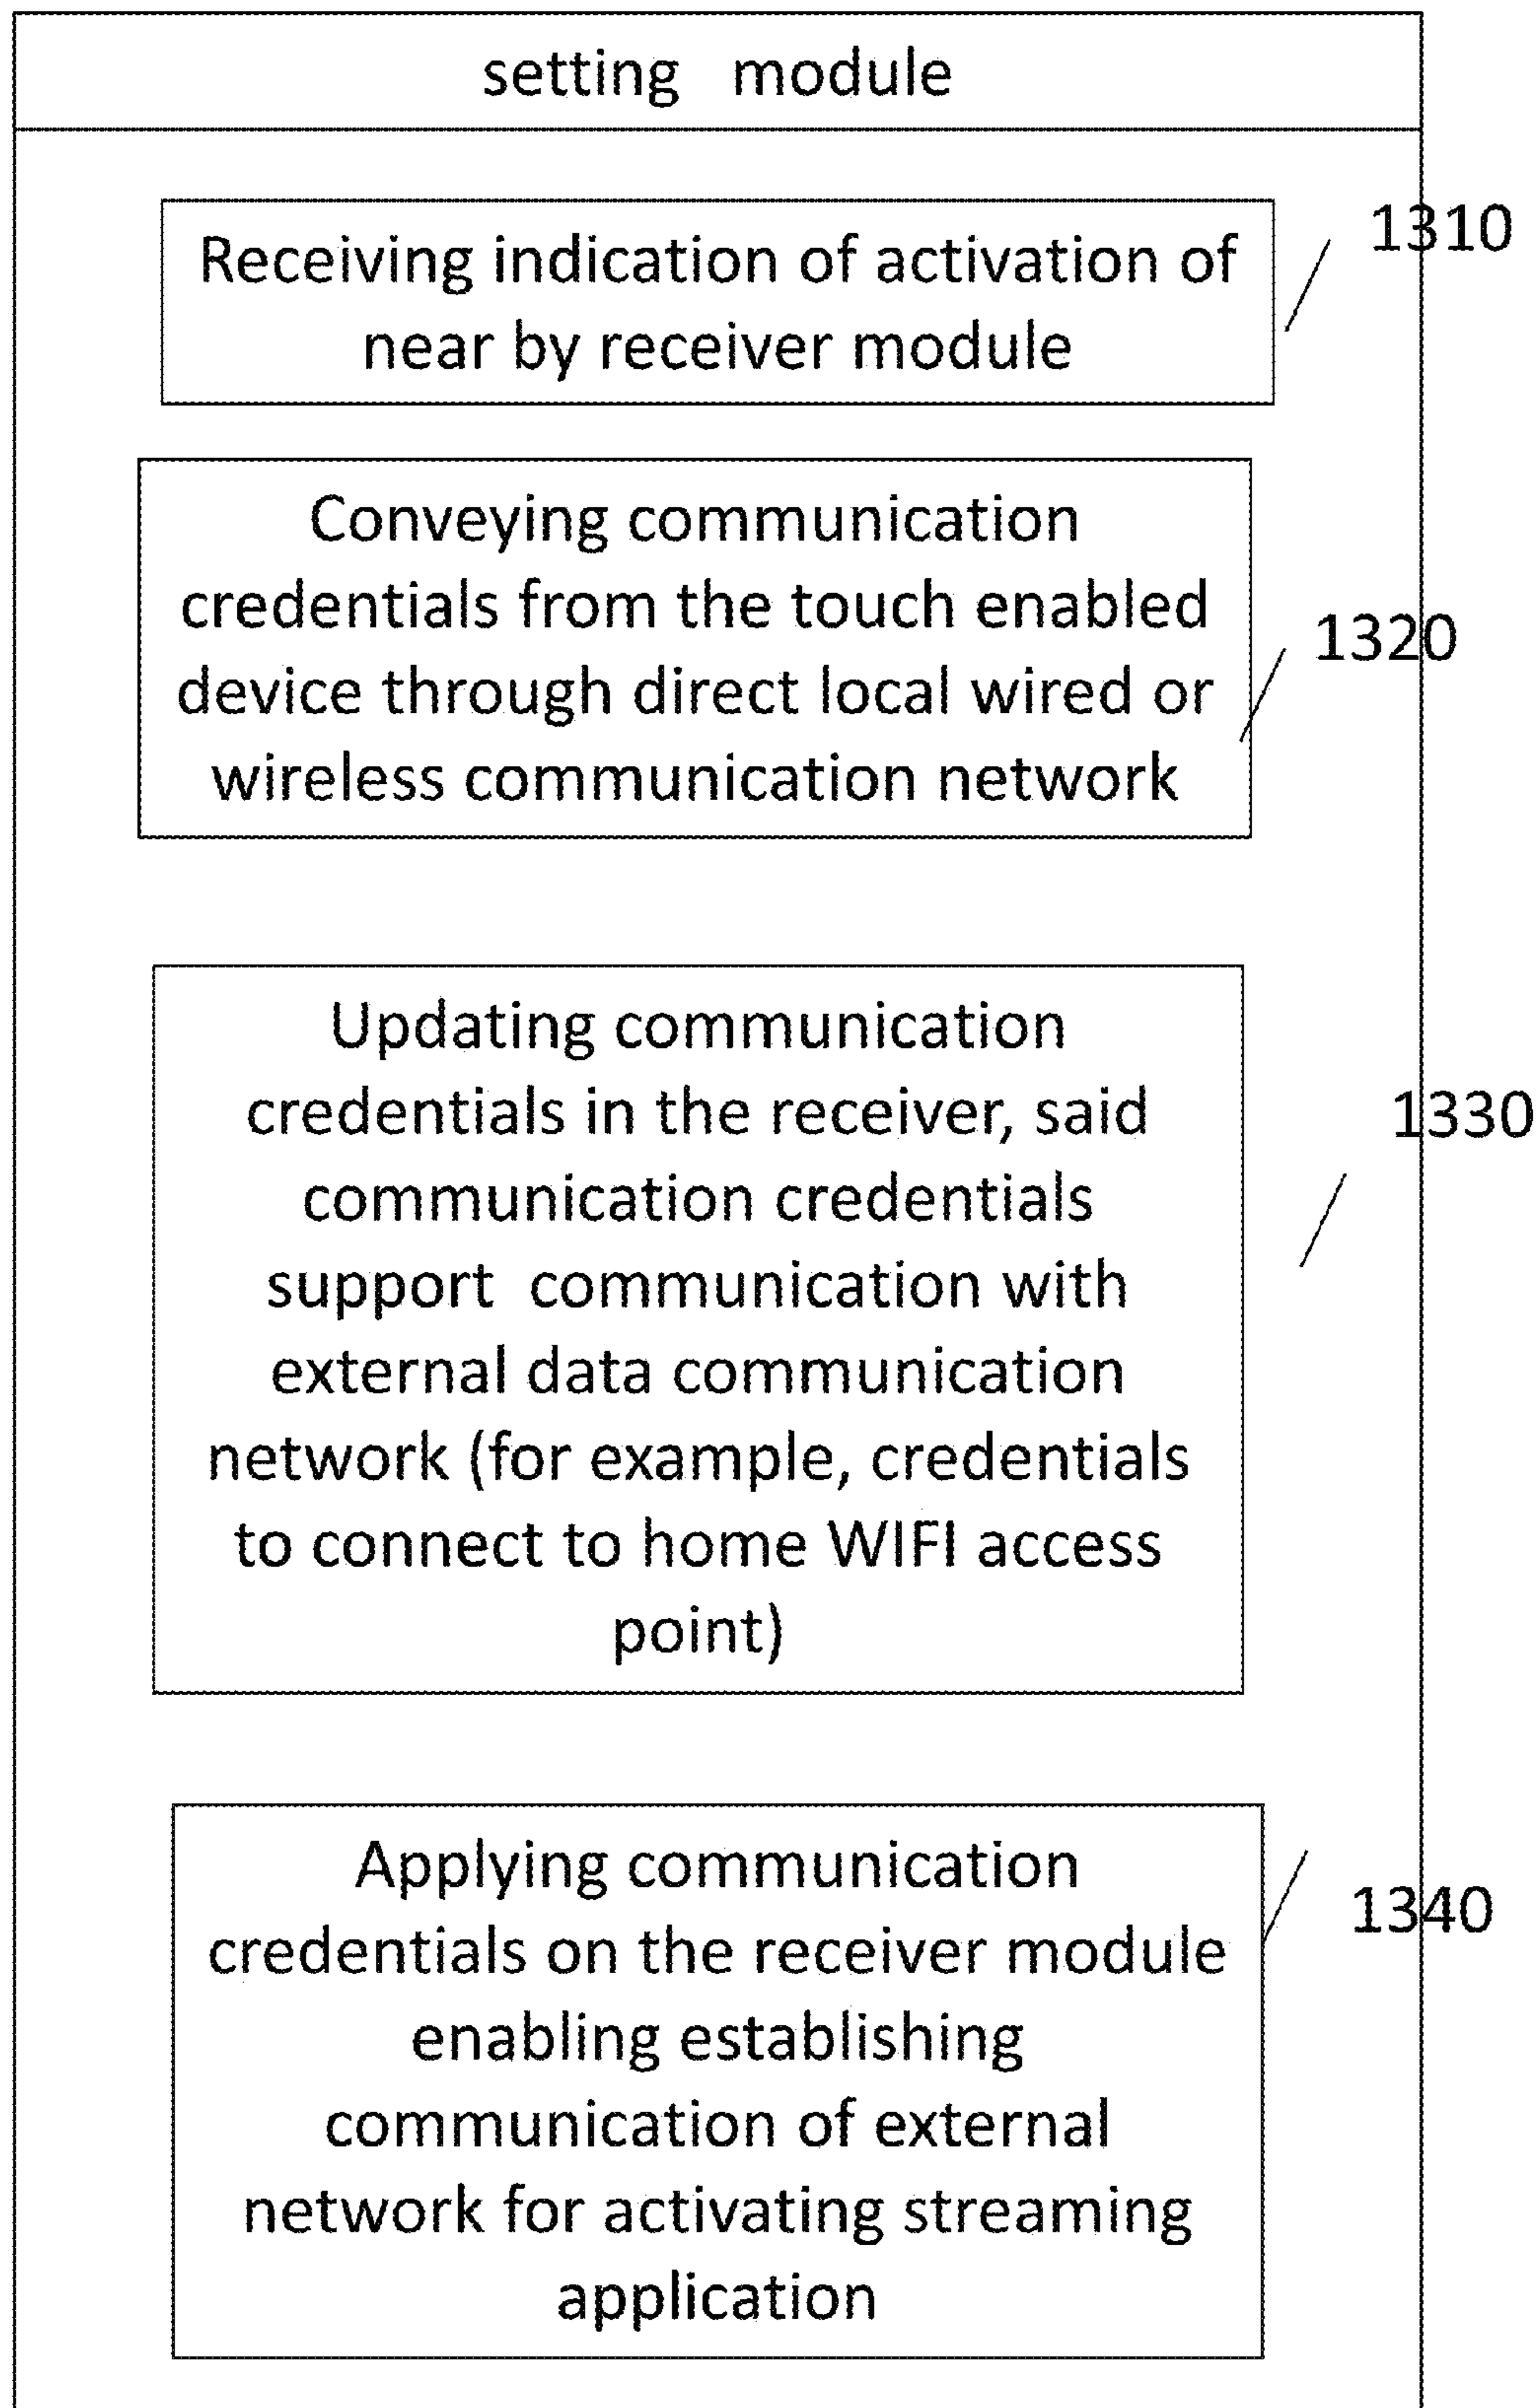 setting module
Receiving indication of activation of
near by receiver module
1310
Conveying communication
credentials from the touch enabled
device through direct local wired or
wireless communication network
1320
Updating communication
credentials in the receiver, said
communication credentials
support communication with
external data communication
network (for example, credentials
to connect to home WIFI access
point)
1330
Applying communication
credentials on the receiver module
enabling establishing
communication of external
network for activating streaming
application
1340